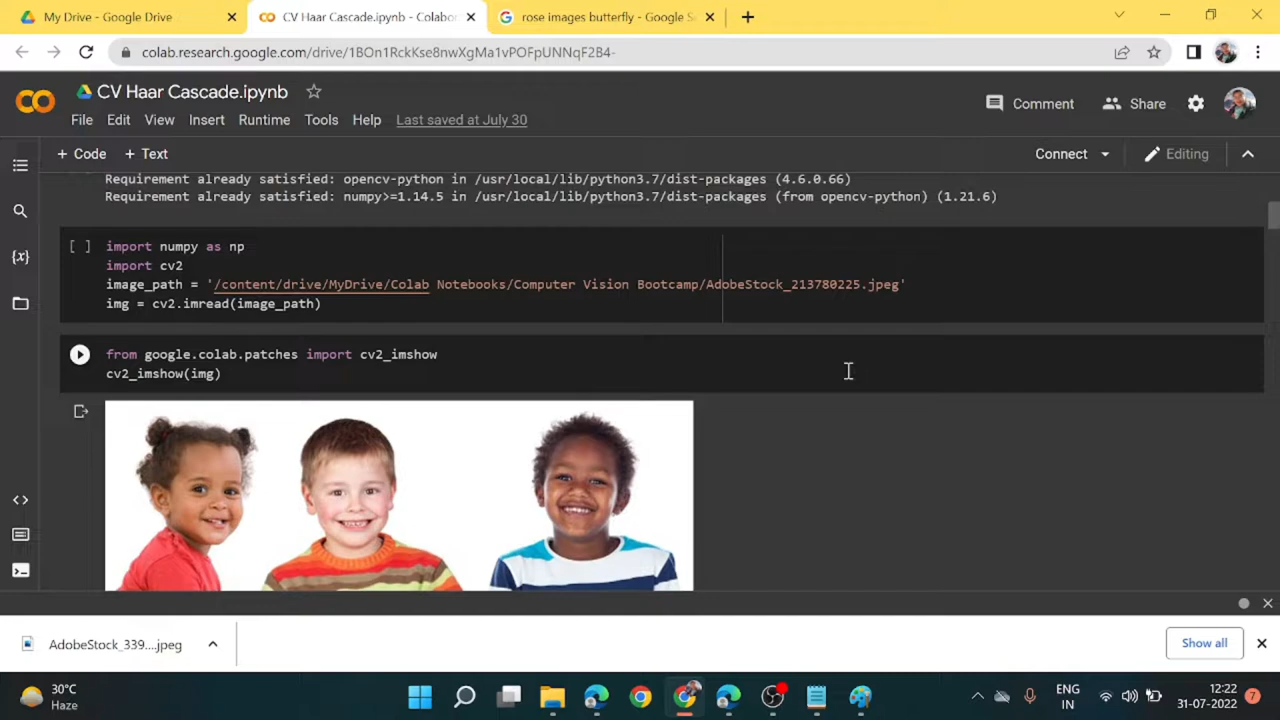 My Drive - Google Drive
CV Haar Cascade.ipynb - Colabor
rose images butterfly - Google Se
colab.research.google.com/drive/1BOn1RckKse8nwXgMa1vPOFpUNNqF2B4-
CV Haar Cascade.ipynb
Comment
Share
File Edit View Insert Runtime Tools Help Last saved at July 30
+ Code + Text
Connect
Editing
Requirement already satisfied: opencv-python in /usr/local/lib/python3.7/dist-packages (4.6.0.66)
Requirement already satisfied: numpy>=1.14.5 in /usr/local/lib/python3.7/dist-packages (from opencv-python) (1.21.6)
[ ] import numpy as np
import cv2
image_path = '/content/drive/MyDrive/Colab Notebooks/Computer Vision Bootcamp/AdobeStock_213780225.jpeg'
img = cv2.imread(image_path)
from google.colab.patches import cv2_imshow
cv2_imshow(img)
{x}
<>
AdobeStock_339....jpeg
Show all
30°C
Haze
ENG
IN
12:22
31-07-2022
7